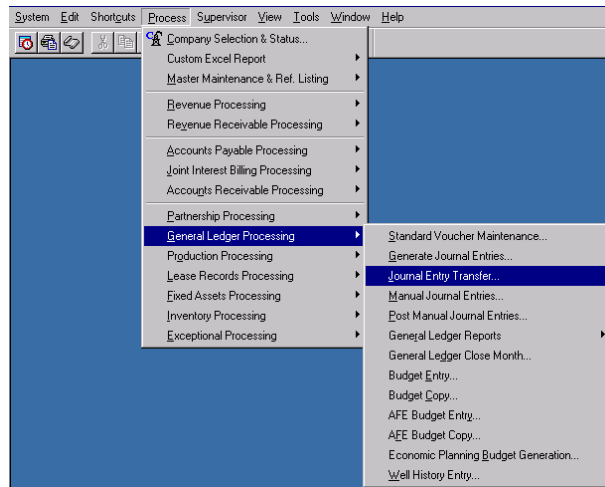 System Edit Shortcuts Process Supervisor View Tools Window Help
Company Selection & Status...
Custom Excel Report
Master Maintenance & Ref. Listing
Revenue Processing
Revenue Receivable Processing
Accounts Payable Processing
Joint Interest Billing Processing
Accounts Receivable Processing
Partnership Processing
General Ledger Processing
Production Processing
Lease Records Processing
Fixed Assets Processing
Inventory Processing
Exceptional Processing
Standard Voucher Maintenance...
Generate Journal Entries...
Journal Entry Transfer...
Manual Journal Entries...
Post Manual Journal Entries...
General Ledger Reports
General Ledger Close Month...
Budget Entry...
Budget Copy...
AFE Budget Entry...
AFE Budget Copy...
Economic Planning Budget Generation...
Well History Entry...